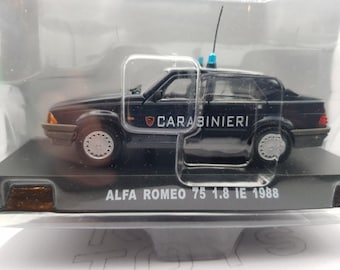 CARABINIERI
ALFA ROMEO 75 1.8 IE 1988